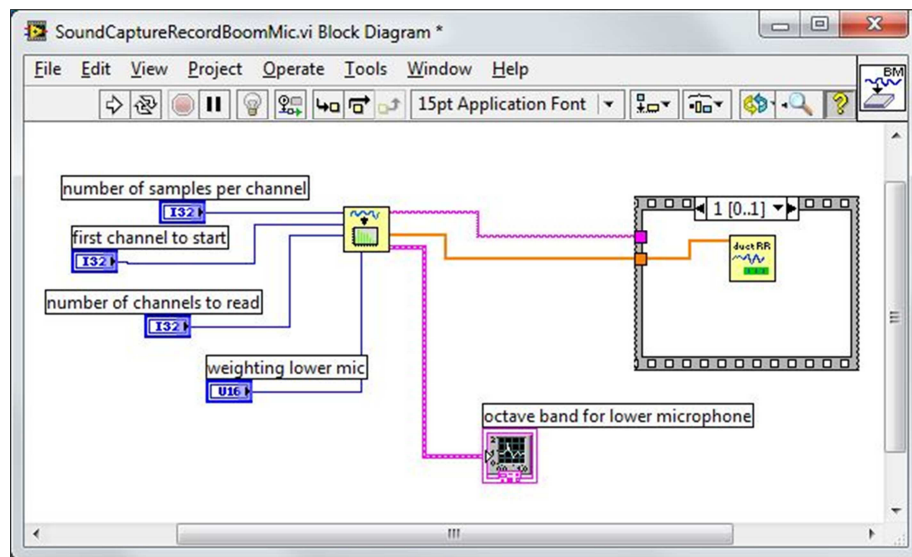 SoundCaptureRecordBoomMic.vi Block Diagram *
File Edit View Project Operate Tools Window Help
15pt Application Font
BM
number of samples per channel
I32
first channel to start
I32
number of channels to read
I32
weighting lower mic
U16
1 [0..1]
duct RR
octave band for lower microphone